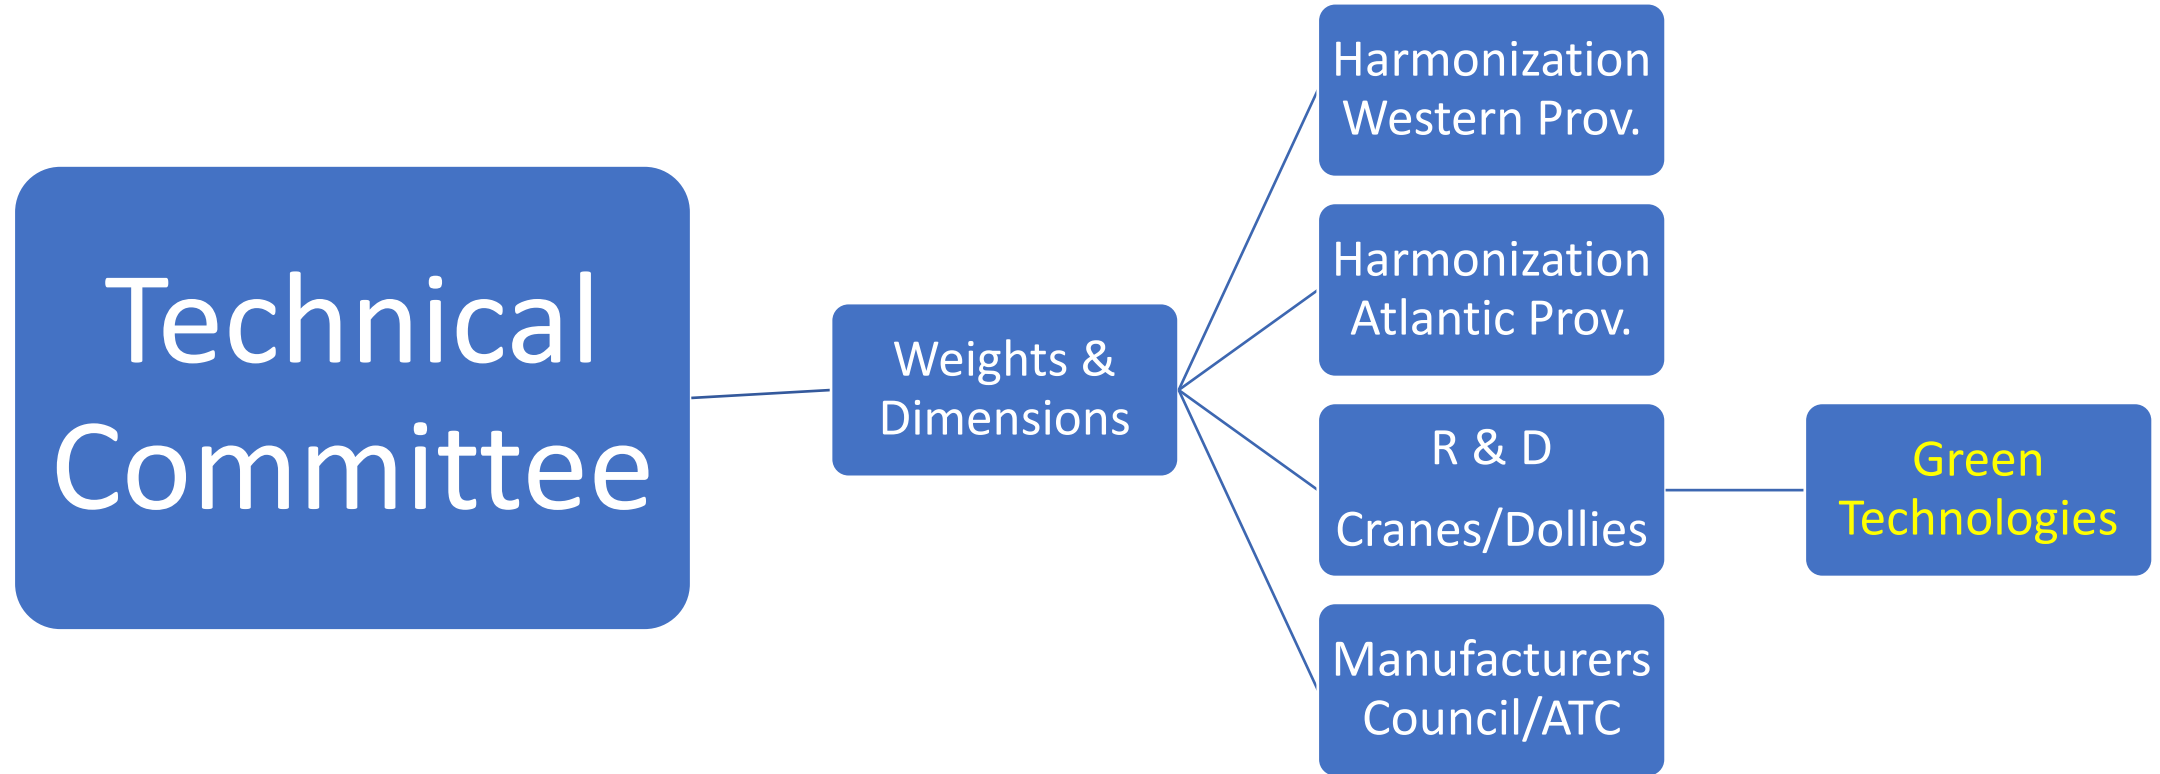 Technical
Committee
Weights &
Dimensions
Harmonization
Western Prov.
Harmonization
Atlantic Prov.
R & D
Cranes/Dollies
Manufacturers
Council/ATC
Green
Technologies